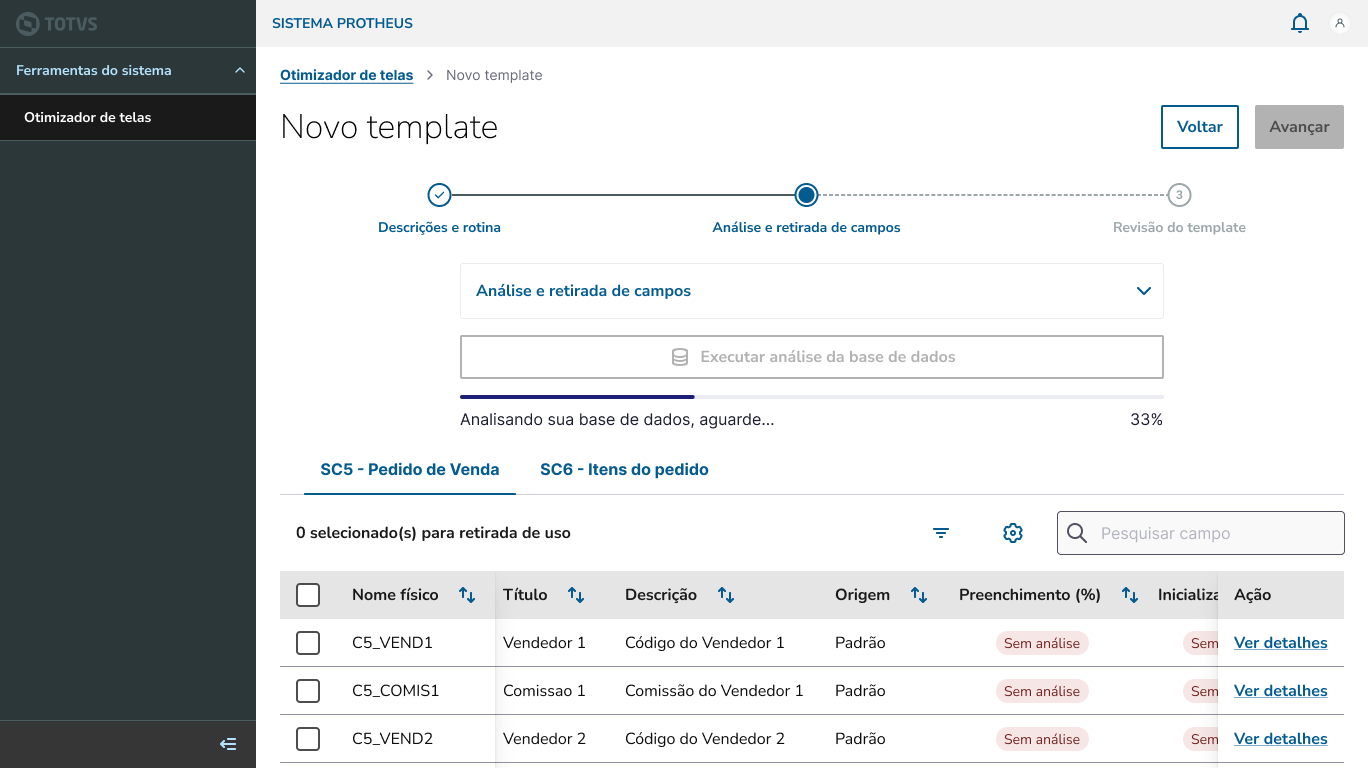 TOTVS
SISTEMA PROTHEUS
Ferramentas do sistema
Otimizador de telas
Otimizador de telas > Novo template
Novo template
Voltar
Avançar
3
Descrições e rotina
Análise e retirada de campos
Revisão do template
Análise e retirada de campos
Executar análise da base de dados
Analisando sua base de dados, aguarde... 33%
SC5 - Pedido de Venda SC6 - Itens do pedido
0 selecionado(s) para retirada de uso
Pesquisar campo
Nome físico Título Descrição Origem Preenchimento (%) Inicializa Ação
C5_VEND1 Vendedor 1 Código do Vendedor 1 Padrão Sem análise Sem Ver detalhes
C5_COMIS1 Comissao 1 Comissão do Vendedor 1 Padrão Sem análise Sem Ver detalhes
C5_VEND2 Vendedor 2 Código do Vendedor 2 Padrão Sem análise Sem Ver detalhes